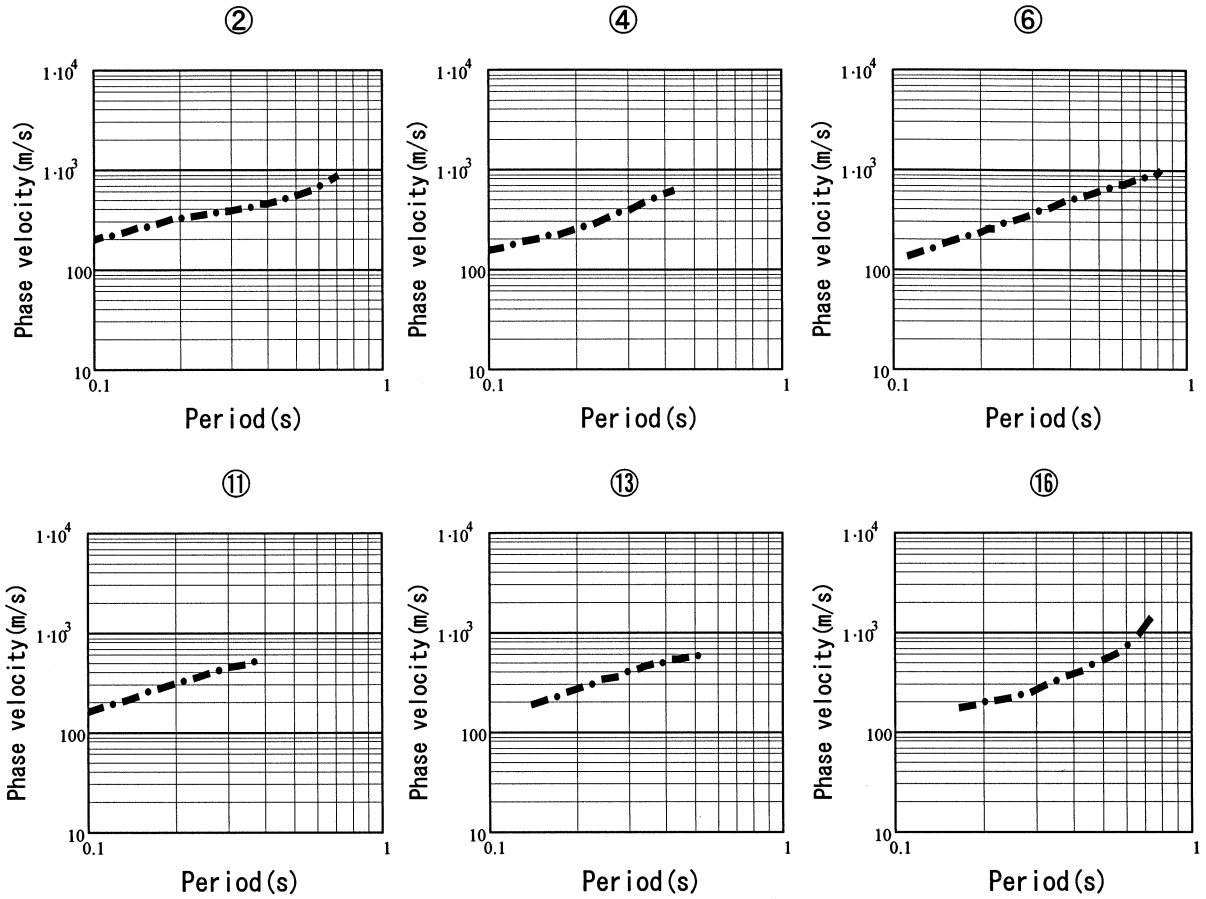 ② ④ ⑥
1·10⁴ 1·10⁴ 1·10⁴
Phase velocity(m/s) Phase velocity(m/s) Phase velocity(m/s)
1·10³ 1·10³ 1·10³
100 100 100
10 10 10
0.1 1 0.1 1 0.1 1
Period(s) Period(s) Period(s)
⑪ ⑬ ⑯
1·10⁴ 1·10⁴ 1·10⁴
Phase velocity(m/s) Phase velocity(m/s) Phase velocity(m/s)
1·10³ 1·10³ 1·10³
100 100 100
10 10 10
0.1 1 0.1 1 0.1 1
Period(s) Period(s) Period(s)